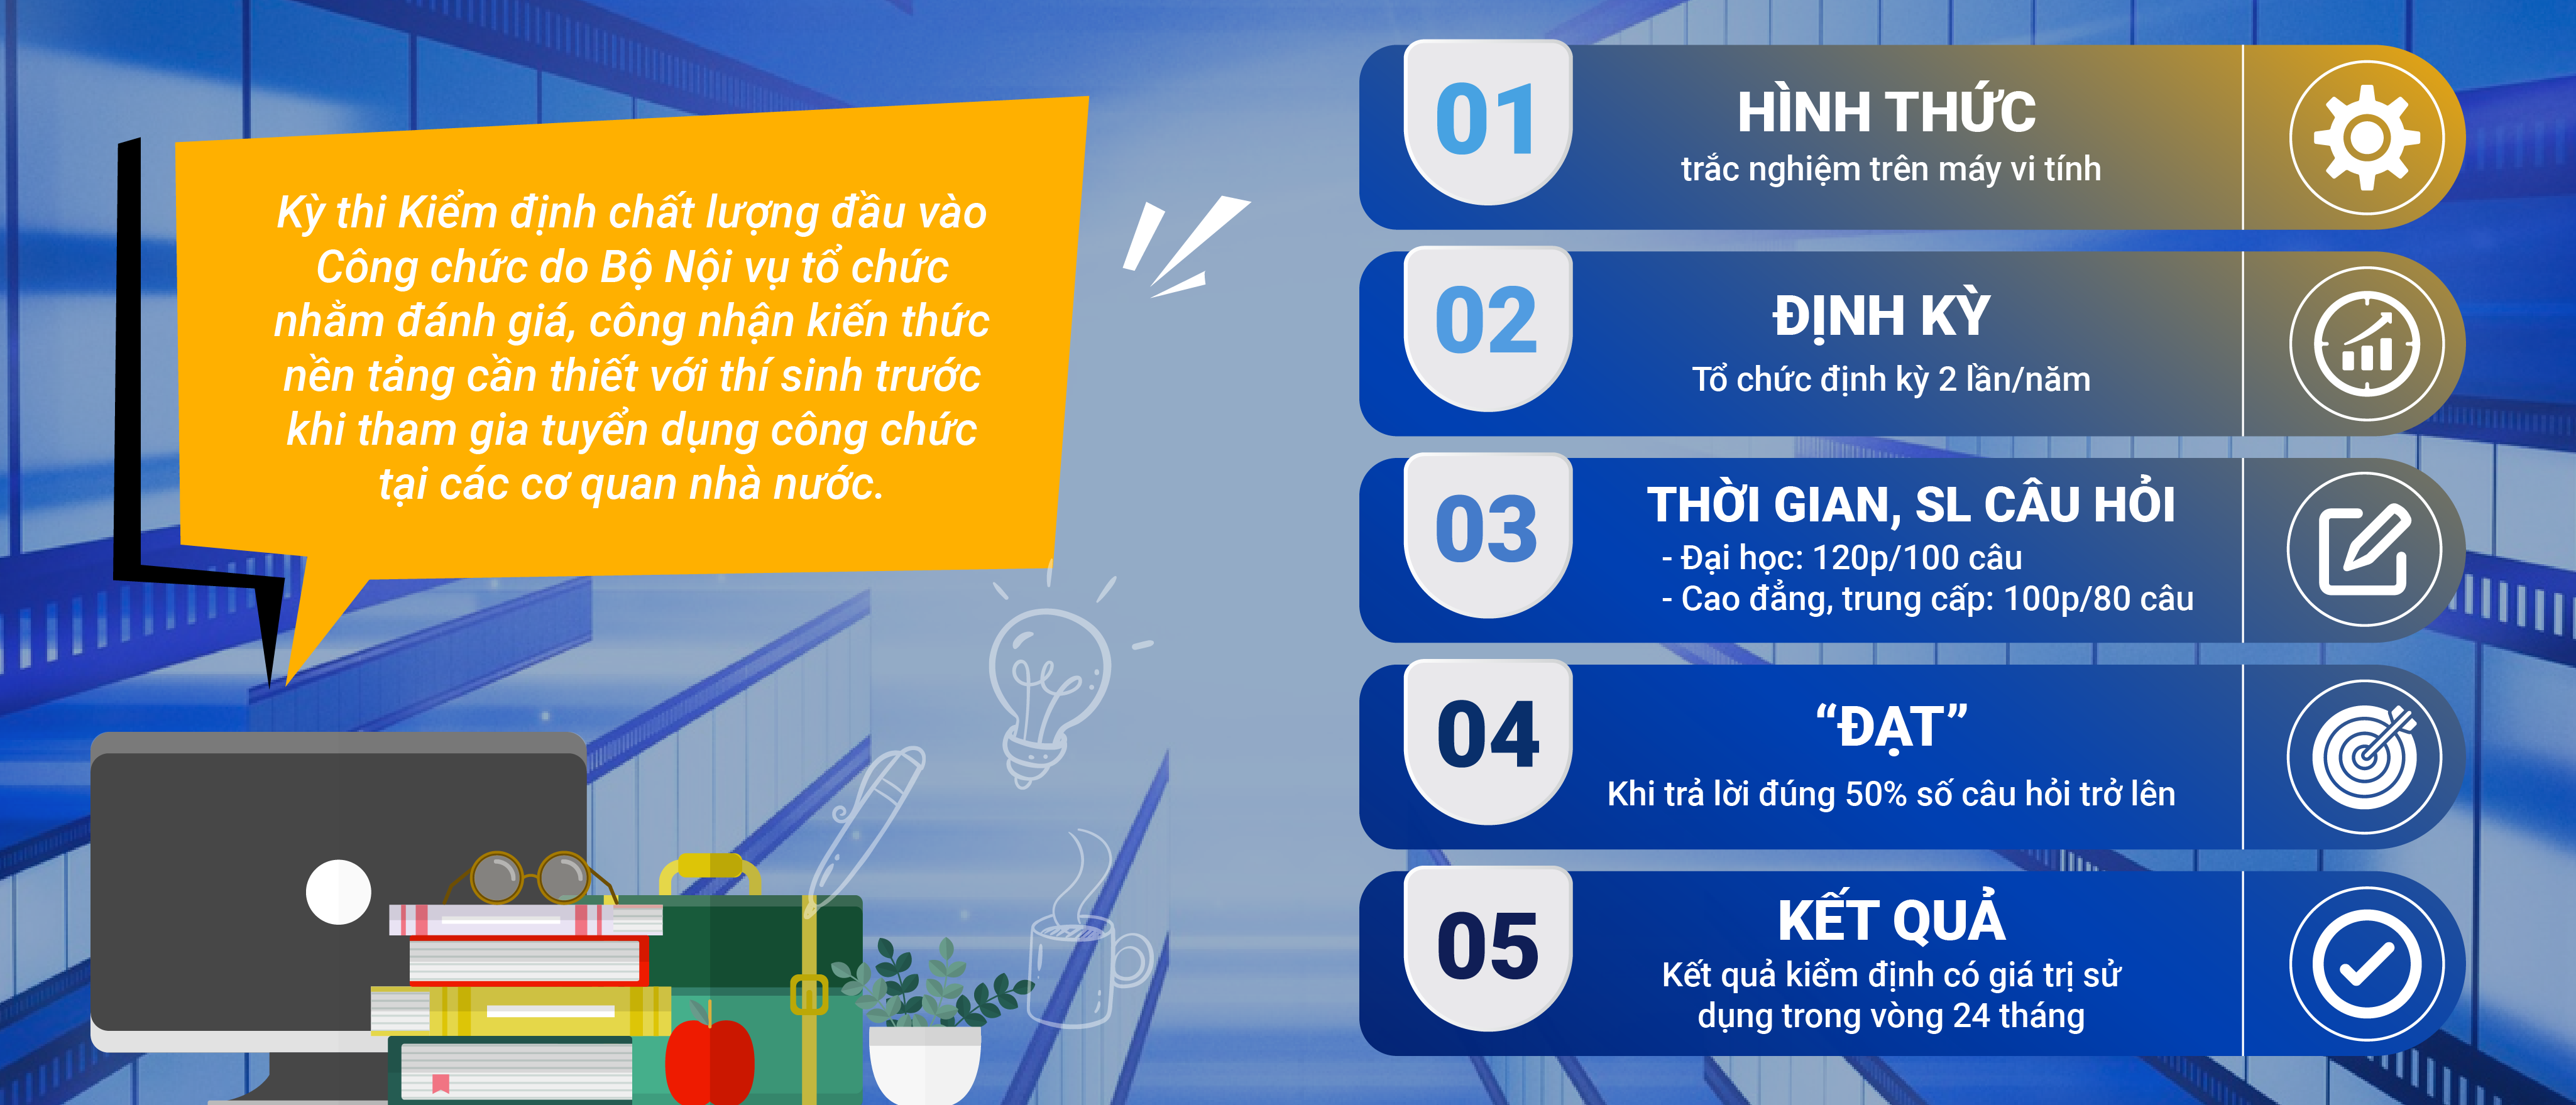 Kỳ thi Kiểm định chất lượng đầu vào
Công chức do Bộ Nội vụ tổ chức
nhằm đánh giá, công nhận kiến thức
nền tảng cần thiết với thí sinh trước
khi tham gia tuyển dụng công chức
tại các cơ quan nhà nước.
01
HÌNH THỨC
trắc nghiệm trên máy vi tính
02
ĐỊNH KỲ
Tổ chức định kỳ 2 lần/năm
03
THỜI GIAN, SL CÂU HỎI
- Đại học: 120p/100 câu
- Cao đẳng, trung cấp: 100p/80 câu
04
“ĐẠT”
Khi trả lời đúng 50% số câu hỏi trở lên
05
KẾT QUẢ
Kết quả kiểm định có giá trị sử
dụng trong vòng 24 tháng